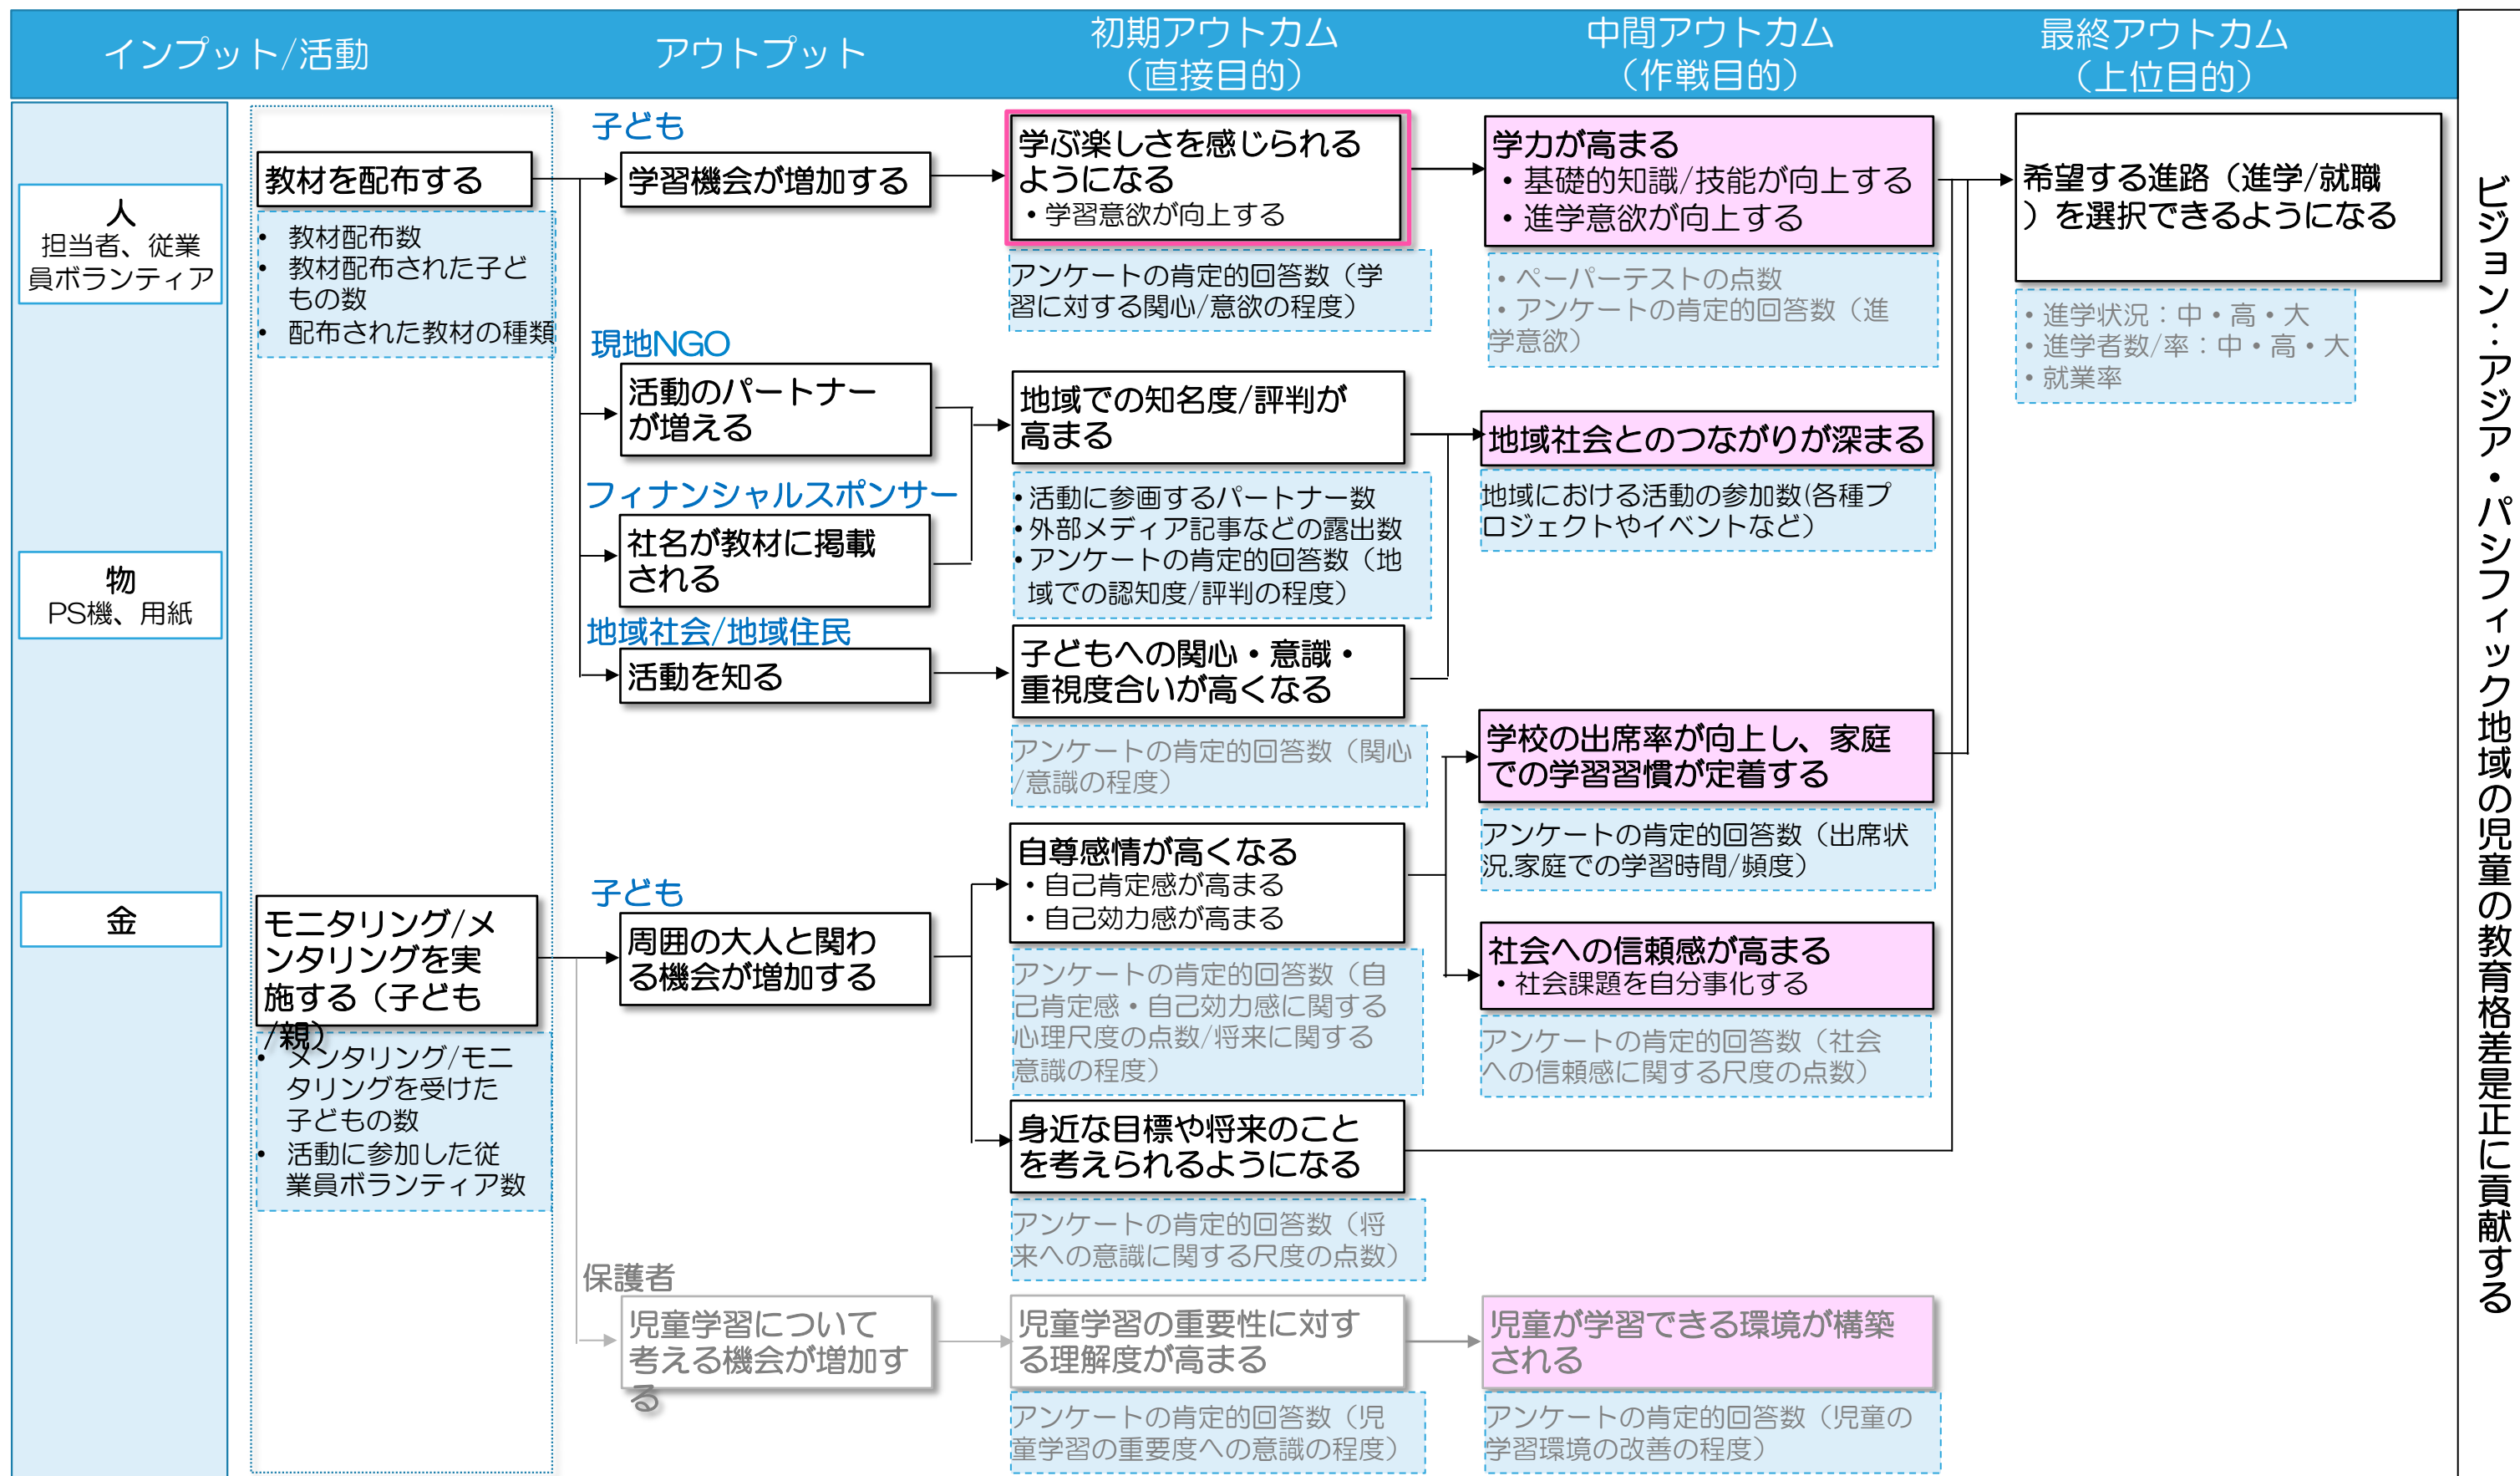 インプット/活動
アウトプット
初期アウトカム
（直接目的）
中間アウトカム
（作戦目的）
最終アウトカム
（上位目的）
人
担当者、従業
員ボランティア
物
PS機、用紙
金
教材を配布する
• 教材配布数
• 教材配布された子ど
もの数
• 配布された教材の種類
モニタリング/メ
ンタリングを実
施する（子ども
/親）
• メンタリング/モニ
タリングを受けた
子どもの数
• 活動に参加した従
業員ボランティア数
子ども
学習機会が増加する
現地NGO
活動のパートナー
が増える
フィナンシャルスポンサー
社名が教材に掲載
される
地域社会/地域住民
活動を知る
子ども
周囲の大人と関わ
る機会が増加する
保護者
児童学習について
考える機会が増加す
る
学ぶ楽しさを感じられる
ようになる
・学習意欲が向上する
アンケートの肯定的回答数（学
習に対する関心/意欲の程度）
地域での知名度/評判が
高まる
• 活動に参画するパートナー数
• 外部メディア記事などの露出数
• アンケートの肯定的回答数（地
域での認知度/評判の程度）
子どもへの関心・意識・
重視度合いが高くなる
アンケートの肯定的回答数（関心
/意識の程度）
自尊感情が高くなる
・自己肯定感が高まる
・自己効力感が高まる
アンケートの肯定的回答数（自
己肯定感・自己効力感に関する
心理尺度の点数/将来に関する
意識の程度）
身近な目標や将来のこと
を考えられるようになる
アンケートの肯定的回答数（将
来への意識に関する尺度の点数）
児童学習の重要性に対す
る理解度が高まる
アンケートの肯定的回答数（児
童学習の重要度への意識の程度）
学力が高まる
・基礎的知識/技能が向上する
・進学意欲が向上する
・ペーパーテストの点数
・アンケートの肯定的回答数（進
学意欲）
地域社会とのつながりが深まる
地域における活動の参加数(各種プ
ロジェクトやイベントなど）
学校の出席率が向上し、家庭
での学習習慣が定着する
アンケートの肯定的回答数（出席状
況.家庭での学習時間/頻度）
社会への信頼感が高まる
・社会課題を自分事化する
アンケートの肯定的回答数（社会
への信頼感に関する尺度の点数）
児童が学習できる環境が構築
される
アンケートの肯定的回答数（児童の
学習環境の改善の程度）
希望する進路（進学/就職
）を選択できるようになる
・進学状況：中・高・大
・進学者数/率：中・高・大
・就業率
ビジョン：アジア・パシフィック地域の児童の教育格差是正に貢献する